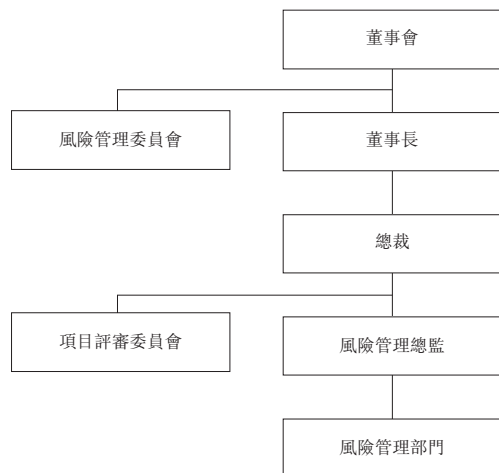 董事會
風險管理委員會
董事長
總裁
項目評審委員會
風險管理總監
風險管理部門